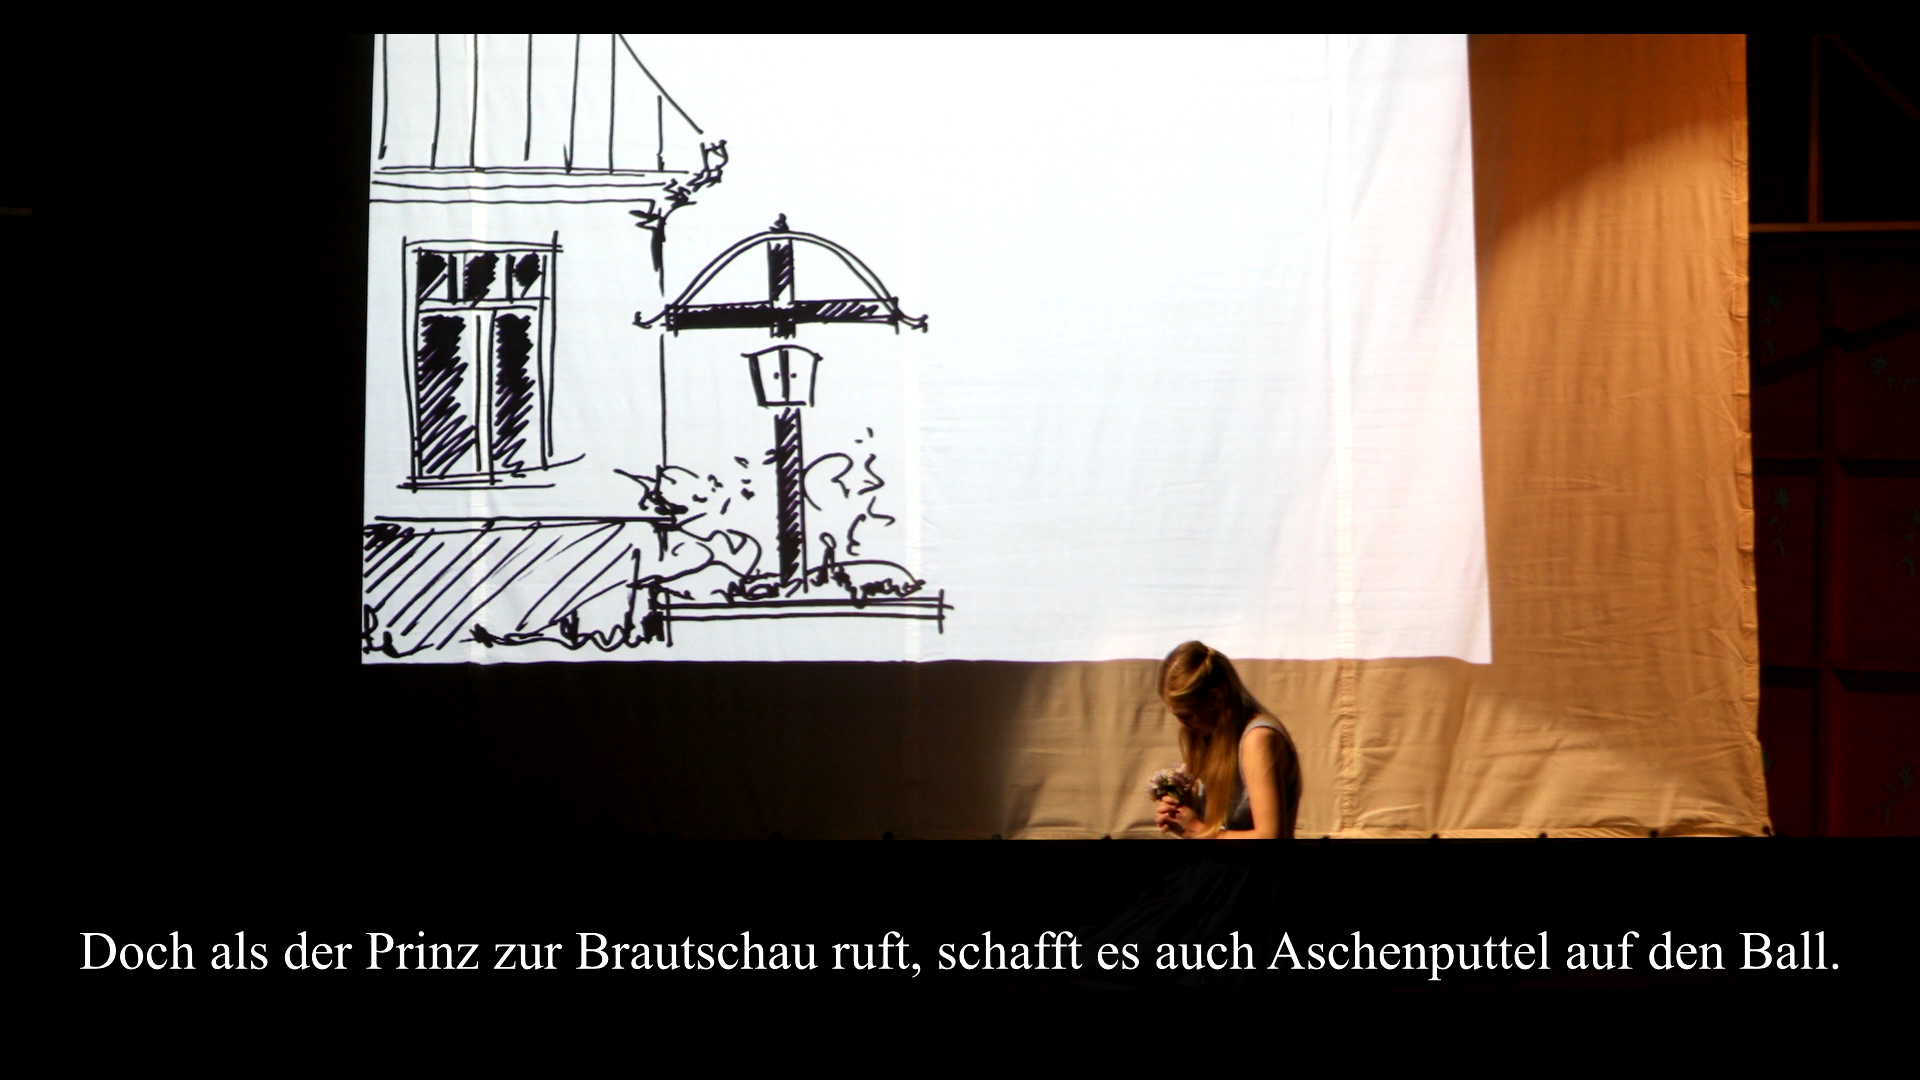 Doch als der Prinz zur Brautschau ruft, schafft es auch Aschenputtel auf den Ball.